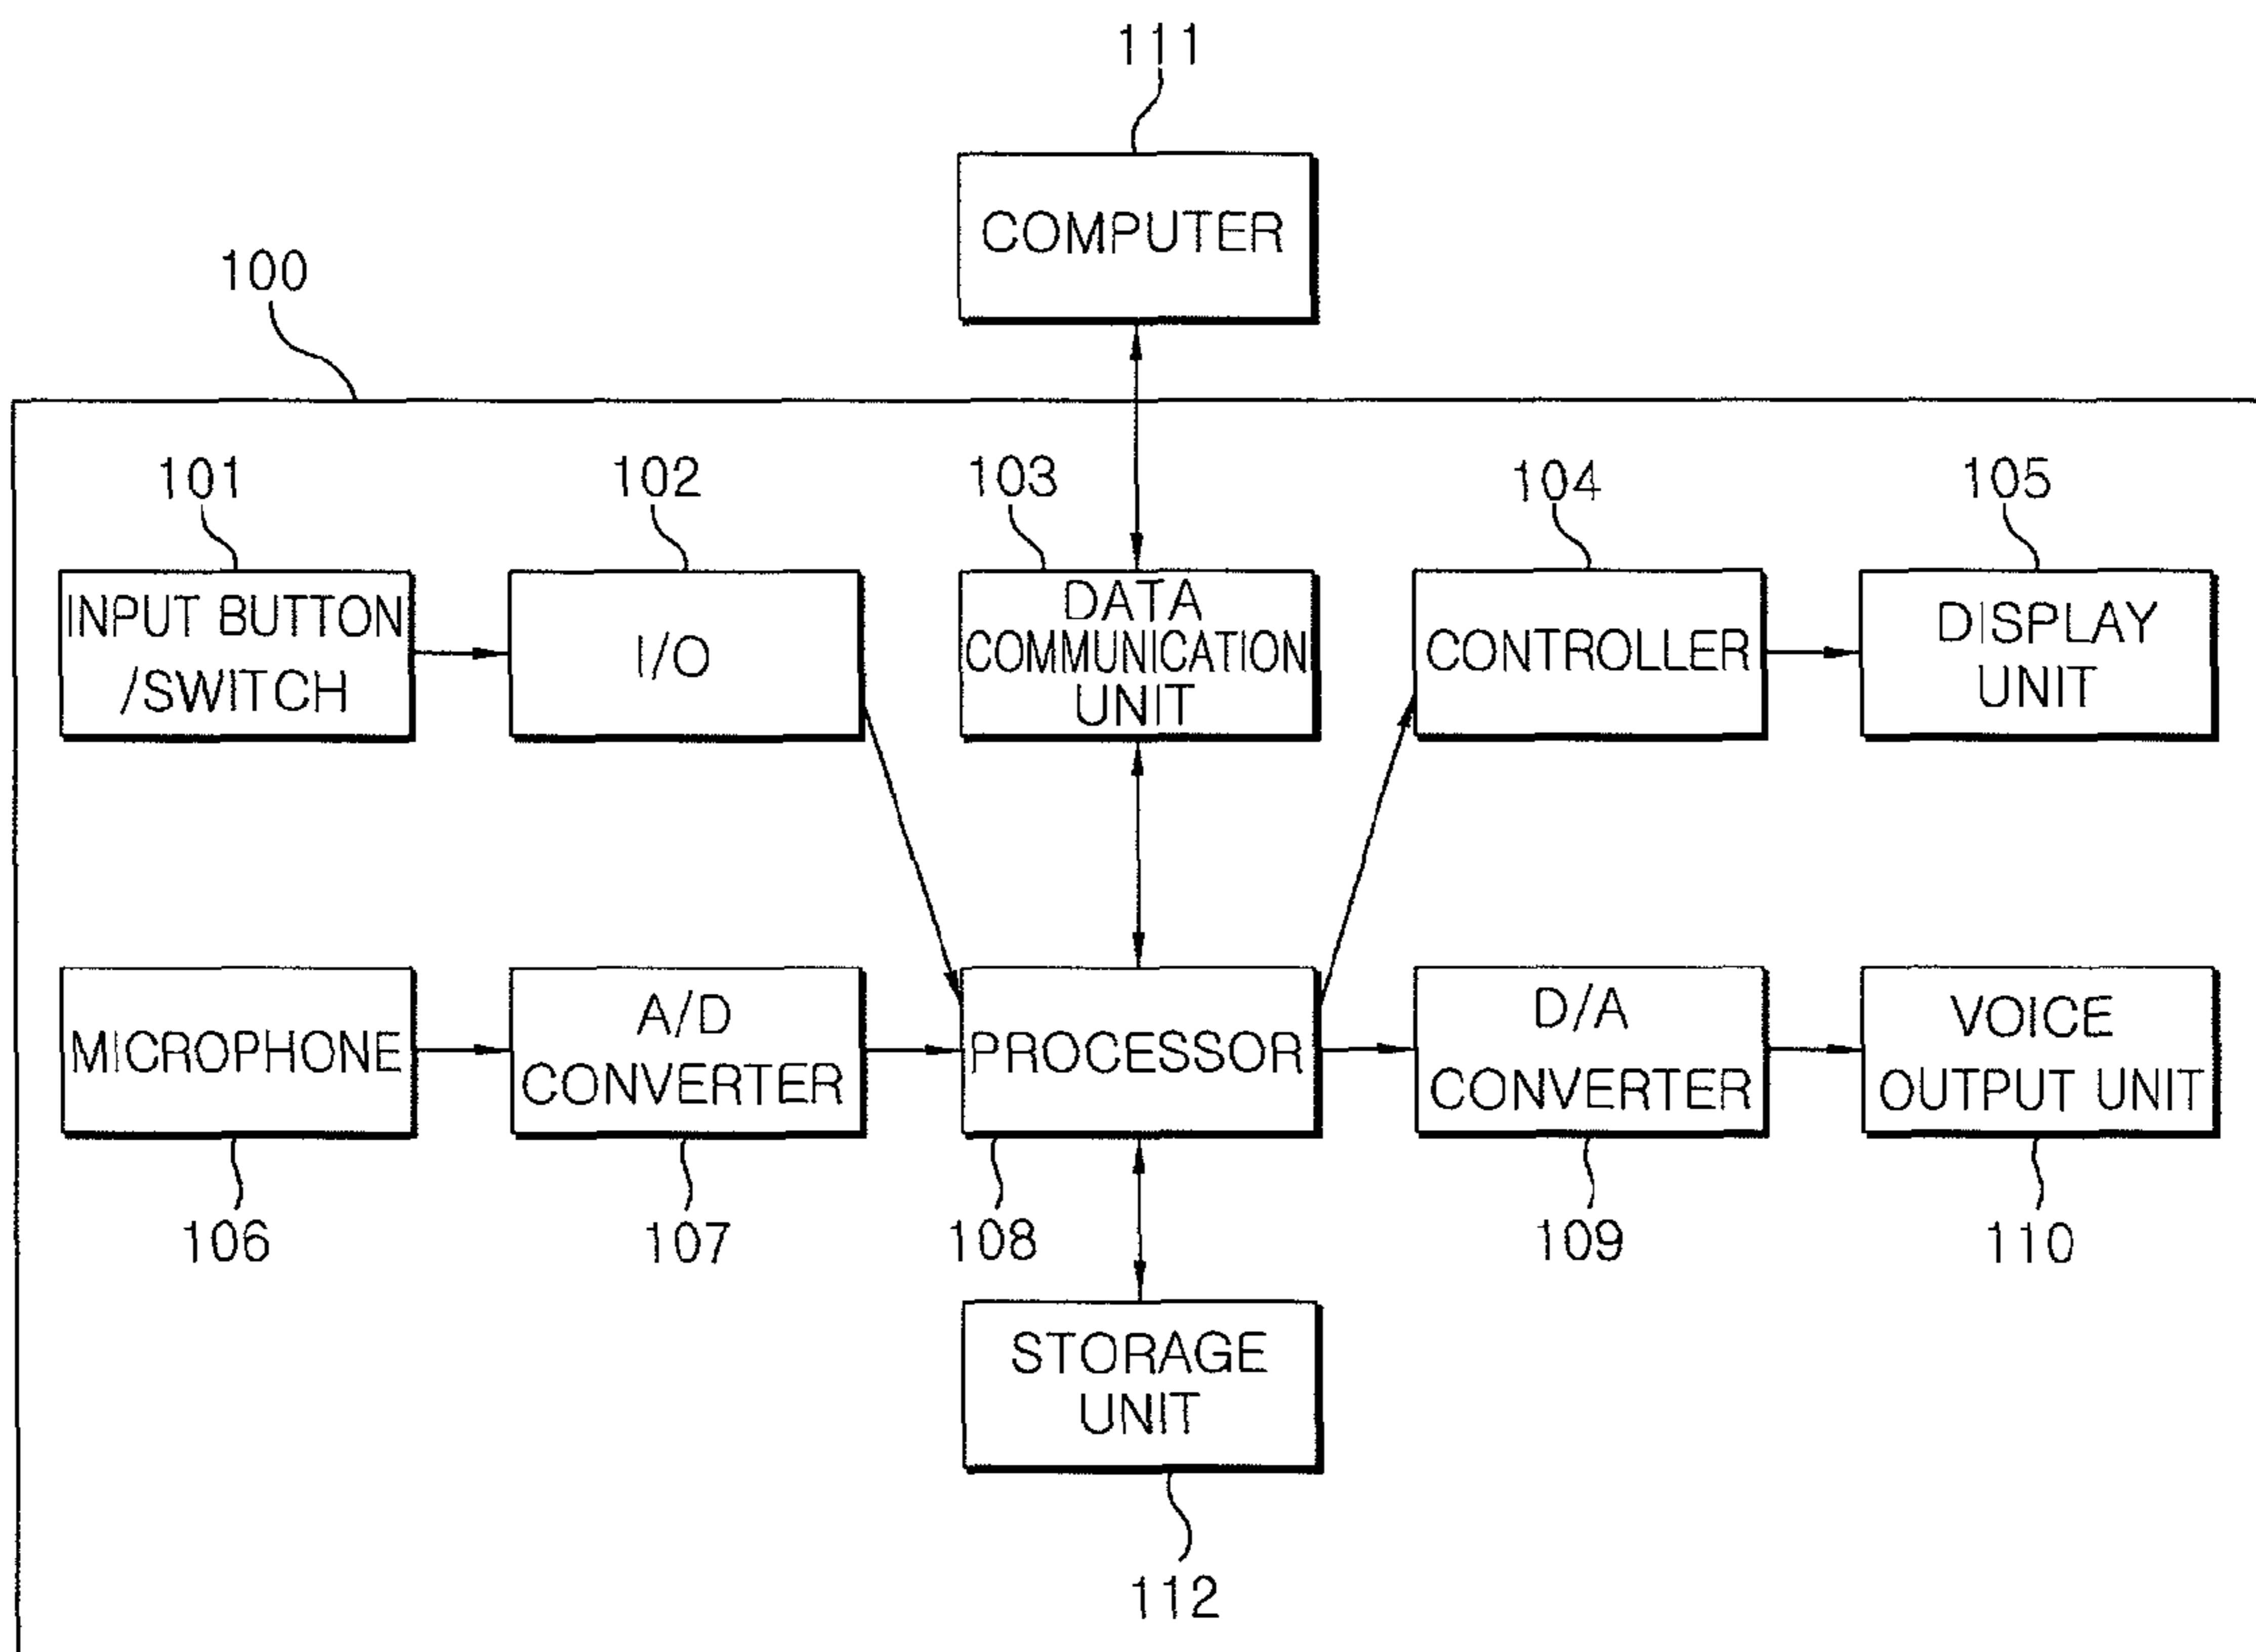 111
COMPUTER
100
101
102
103
104
105
INPUT BUTTON
/SWITCH
I/O
DATA
COMMUNICATION
UNIT
CONTROLLER
DISPLAY
UNIT
MICROPHONE
A/D
CONVERTER
PROCESSOR
D/A
CONVERTER
VOICE
OUTPUT UNIT
106
107
108
109
110
STORAGE
UNIT
112